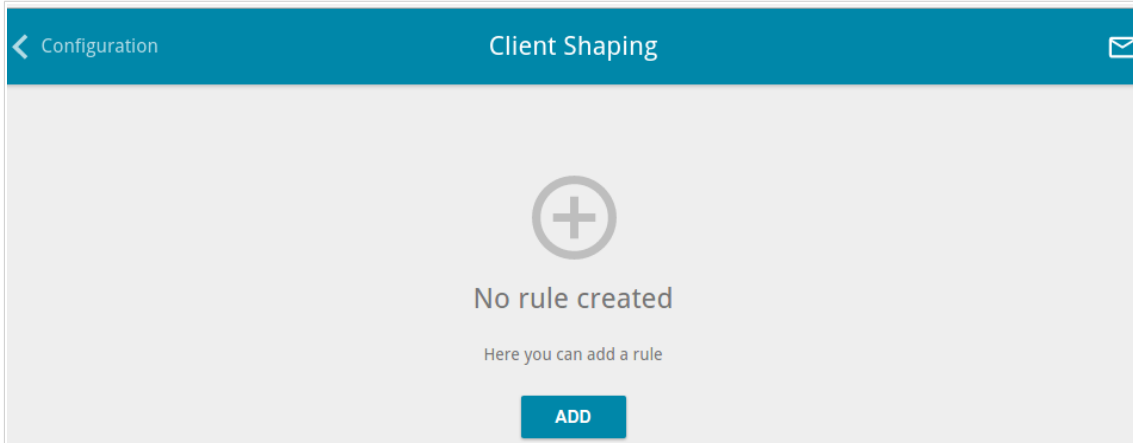 Configuration
Client Shaping
No rule created
Here you can add a rule
ADD